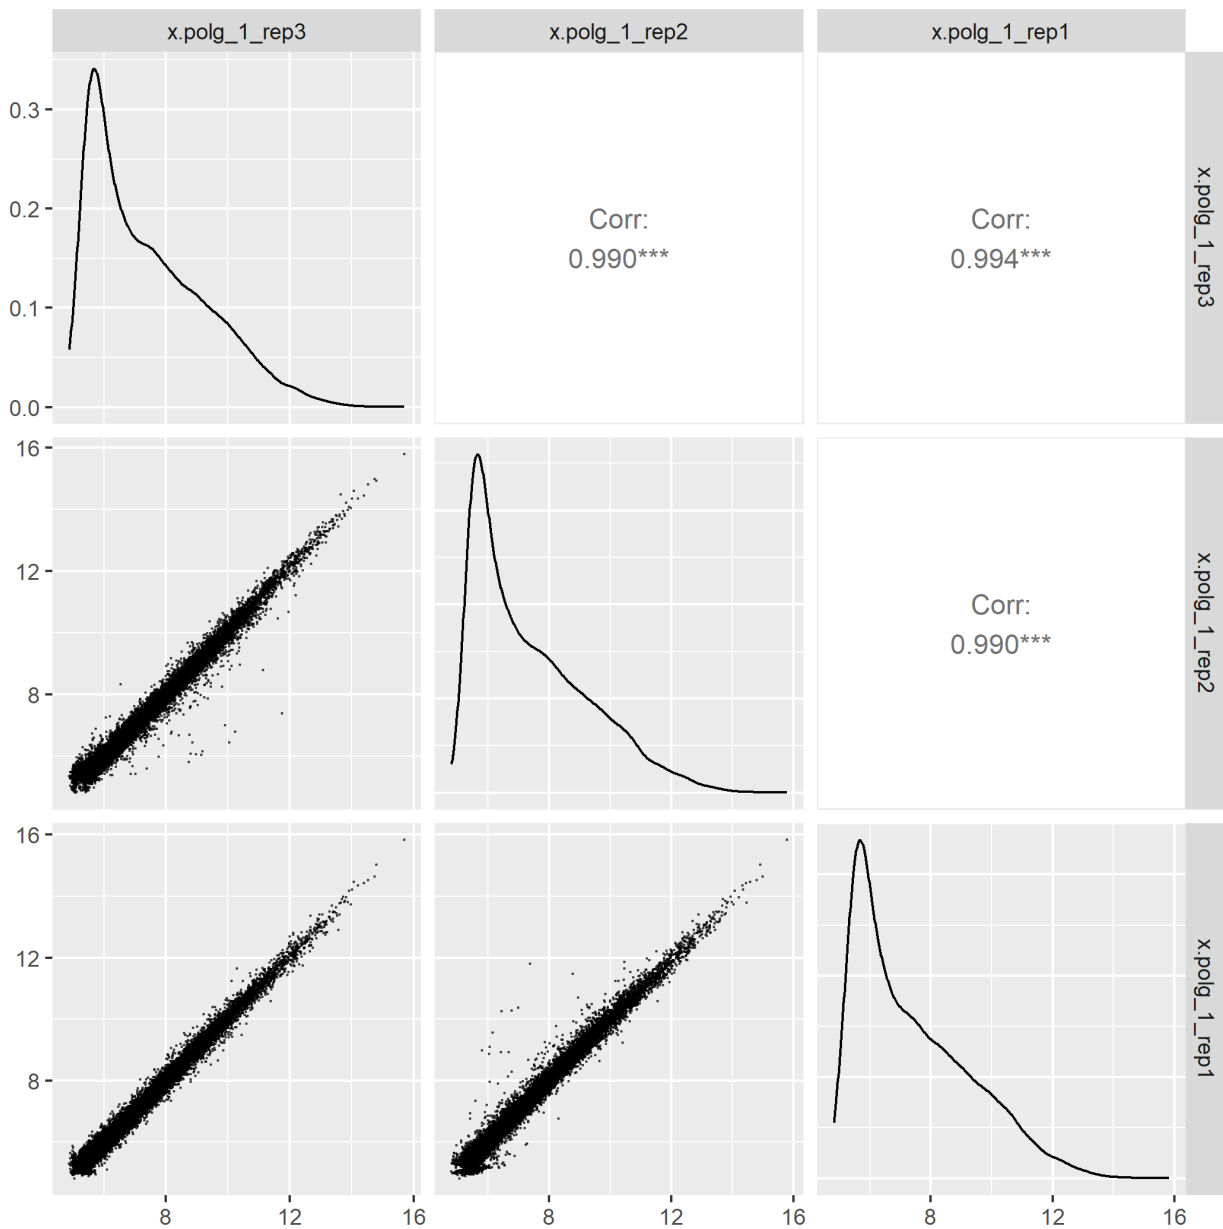 x.polg_1_rep3
x.polg_1_rep2
x.polg_1_rep1
0.3
0.2
0.1
0.0
Corr:
0.990***
Corr:
0.994***
x.polg_1_rep3
16
12
8
Corr:
0.990***
x.polg_1_rep2
16
12
8
x.polg_1_rep1
8
12
16
8
12
16
8
12
16